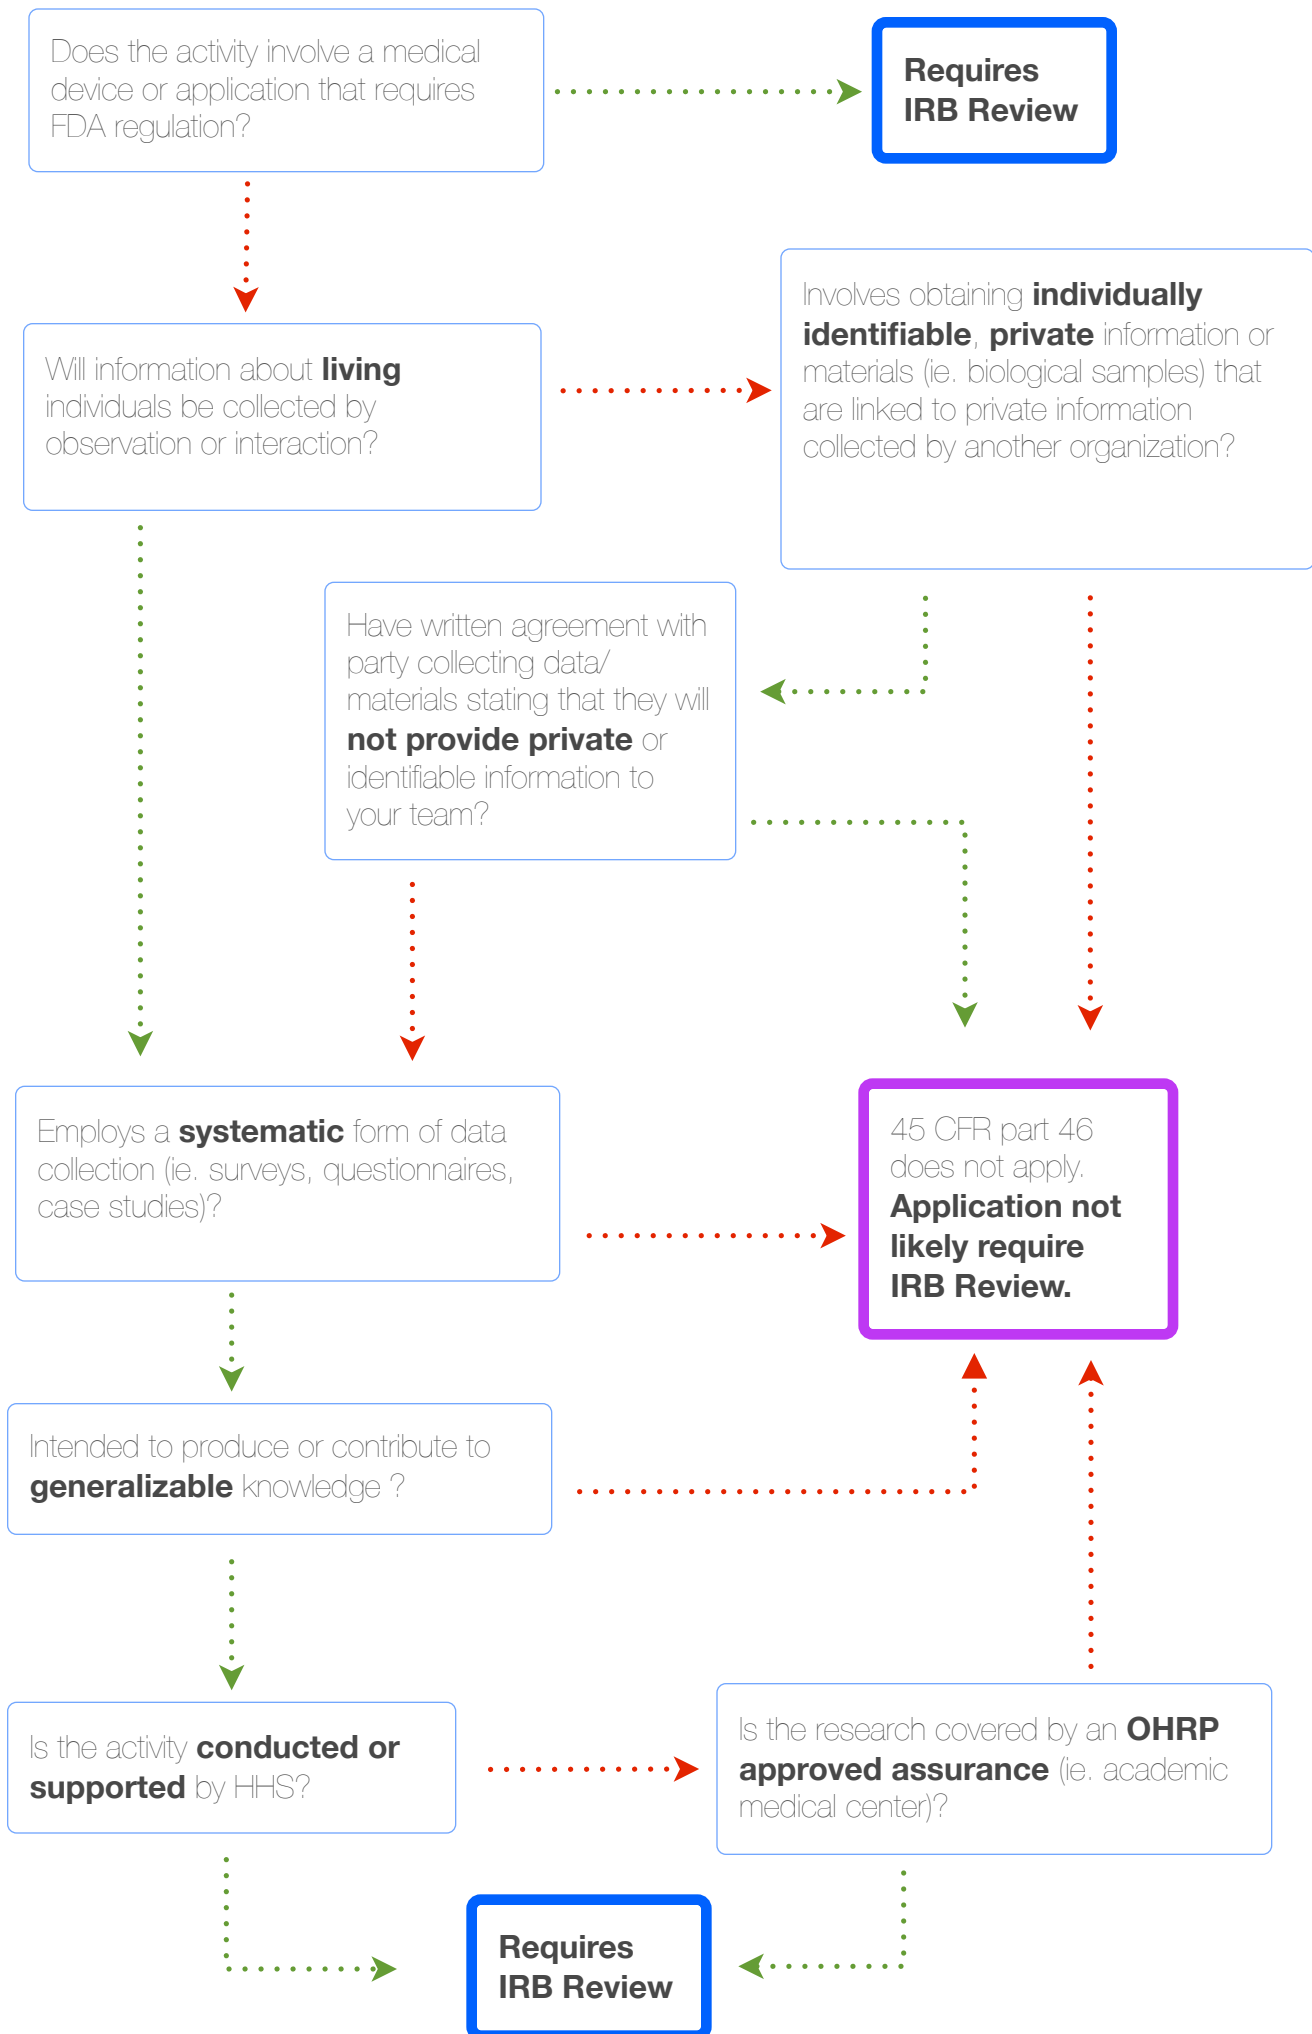 Does the activity involve a medical
device or application that requires
FDA regulation?
Requires
IRB Review
Will information about living
individuals be collected by
observation or interaction?
Involves obtaining individually
identifiable, private information or
materials (ie. biological samples) that
are linked to private information
collected by another organization?
Have written agreement with
party collecting data/
materials stating that they will
not provide private or
identifiable information to
your team?
Employs a systematic form of data
collection (ie. surveys, questionnaires,
case studies)?
45 CFR part 46
does not apply.
Application not
likely require
IRB Review.
Intended to produce or contribute to
generalizable knowledge ?
Is the activity conducted or
supported by HHS?
Is the research covered by an OHRP
approved assurance (ie. academic
medical center)?
Requires
IRB Review